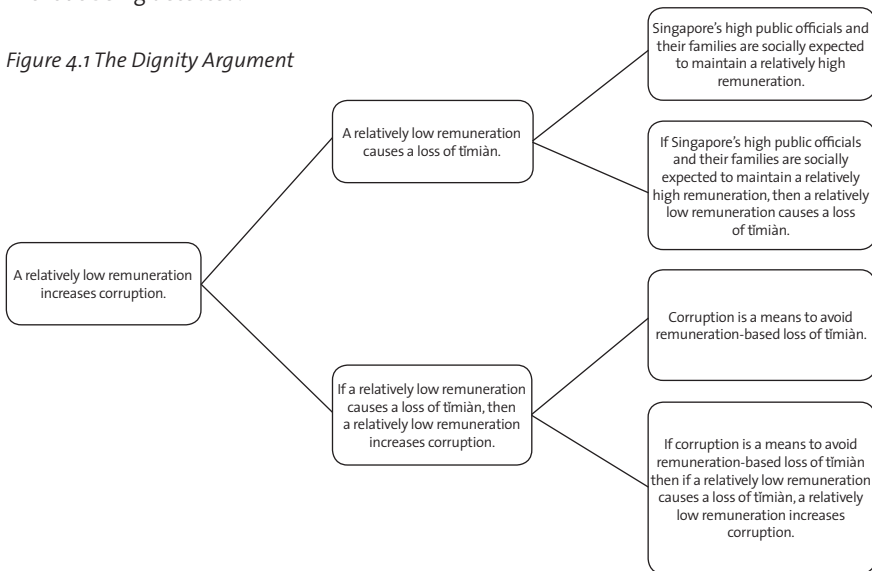 Figure 4.1 The Dignity Argument
A relatively low remuneration
increases corruption.
A relatively low remuneration
causes a loss of tǐmiàn.
If a relatively low remuneration
causes a loss of tǐmiàn, then
a relatively low remuneration
increases corruption.
Singapore's high public officials and
their families are socially expected
to maintain a relatively high
remuneration.
If Singapore's high public officials
and their families are socially
expected to maintain a relatively
high remuneration, then a relatively
low remuneration causes a loss
of tǐmiàn.
Corruption is a means to avoid
remuneration-based loss of tǐmiàn.
If corruption is a means to avoid
remuneration-based loss of tǐmiàn
then if a relatively low remuneration
causes a loss of tǐmiàn, a relatively
low remuneration increases
corruption.